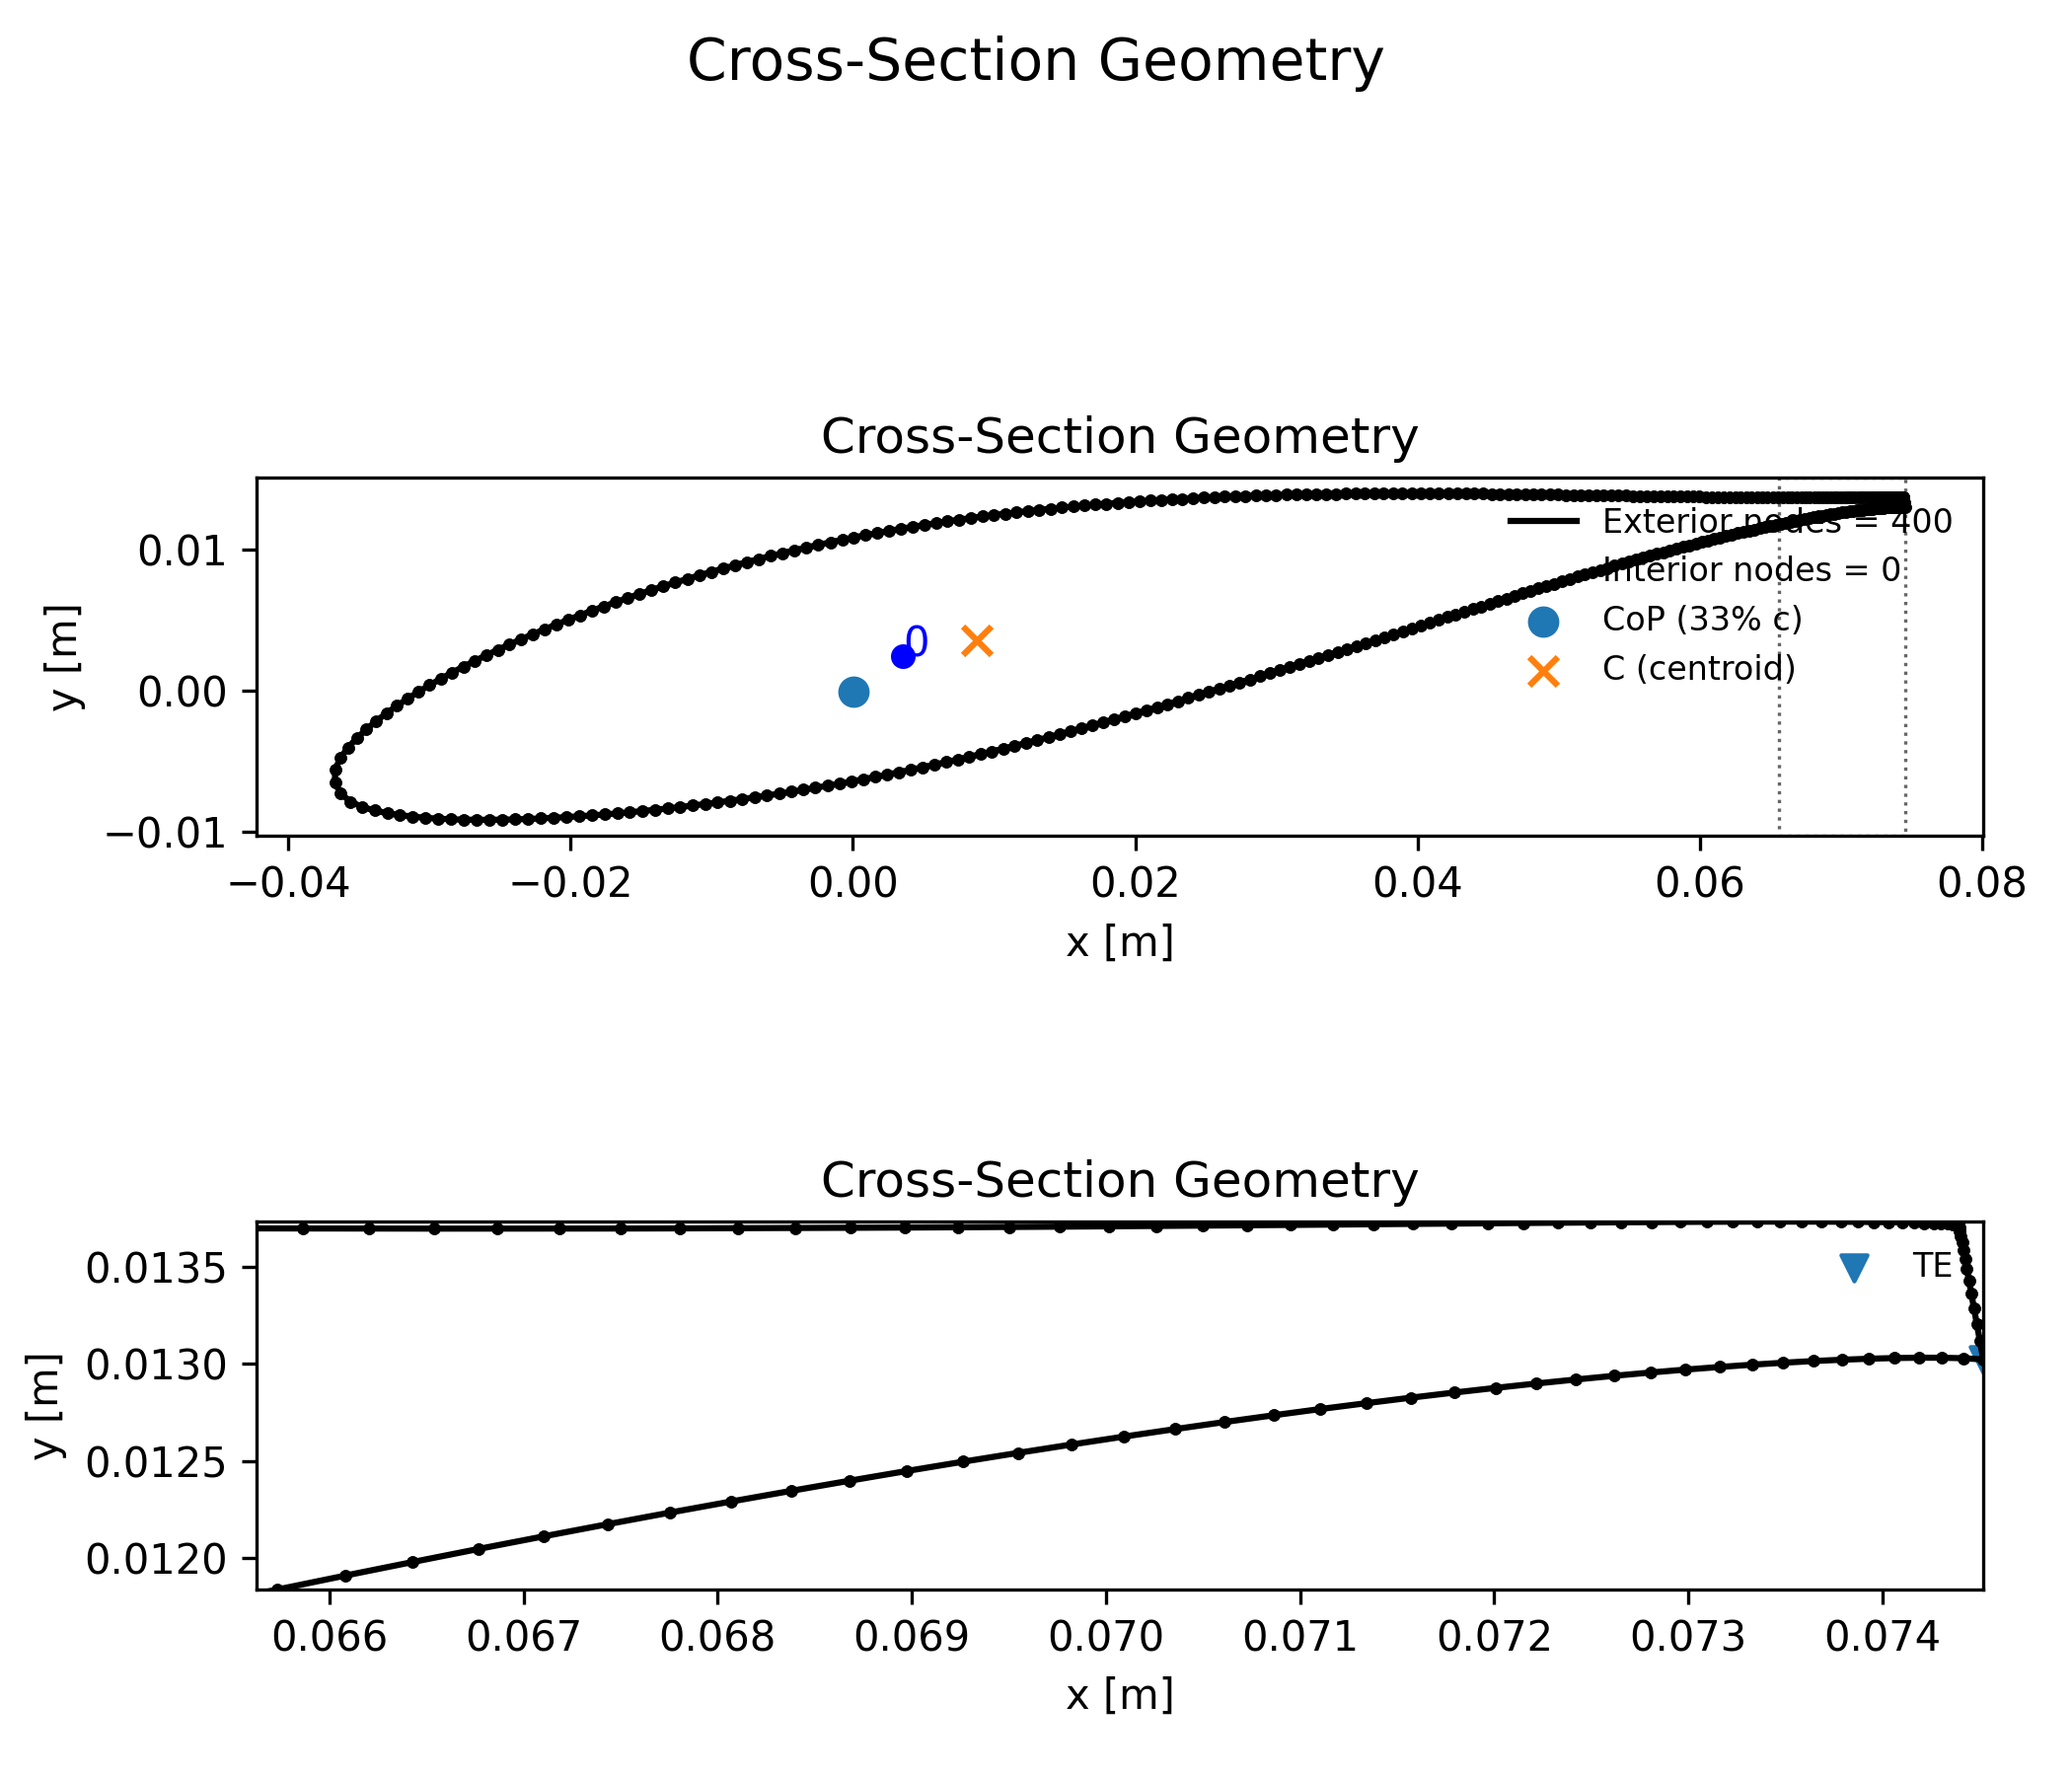 Cross-Section Geometry
Cross-Section Geometry
y [m]
0.01
0.00
−0.01
0
Exterior nodes = 400
Interior nodes = 0
CoP (33% c)
C (centroid)
−0.04 −0.02 0.00 0.02 0.04 0.06 0.08
x [m]
Cross-Section Geometry
y [m]
0.0135
0.0130
0.0125
0.0120
TE
0.066 0.067 0.068 0.069 0.070 0.071 0.072 0.073 0.074
x [m]